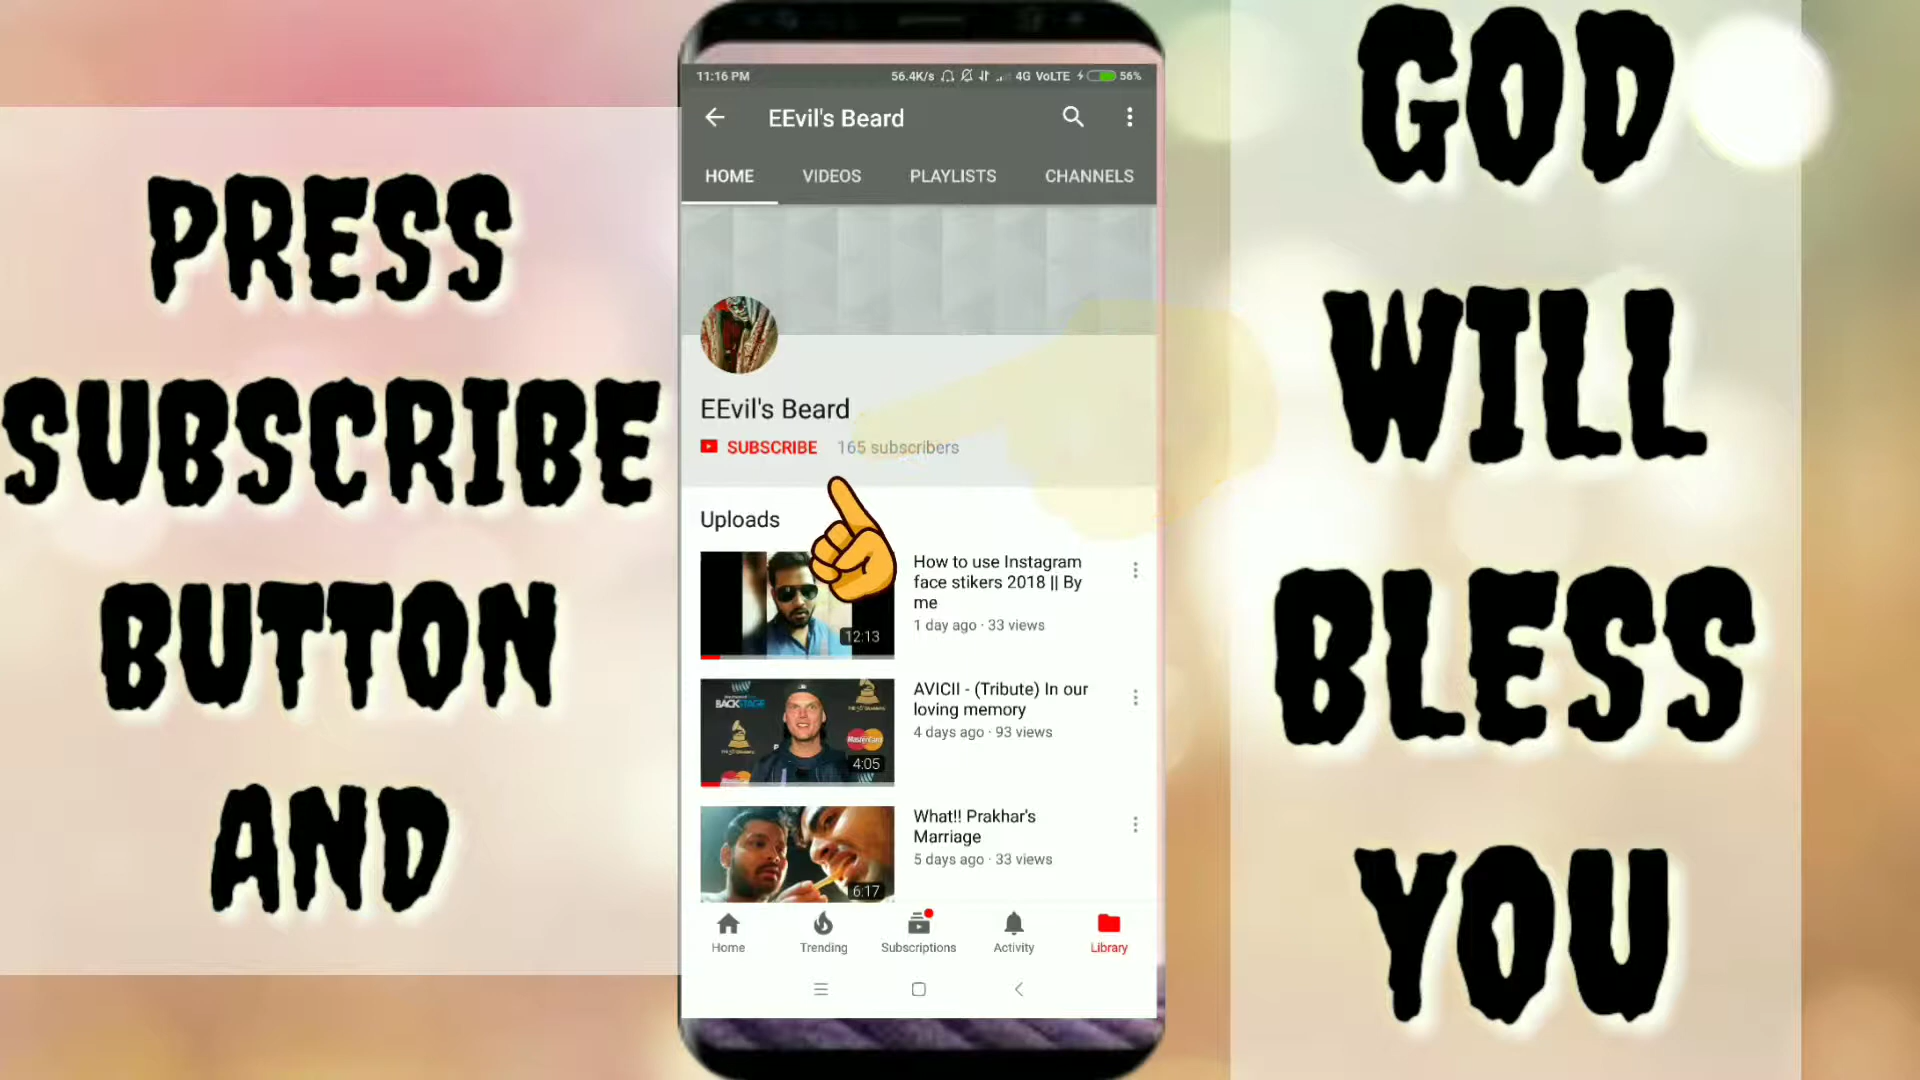 PRESS
SUBSCRIBE
BUTTON
AND
11:16 PM
56.4K/s
4G VoLTE
56%
EEvil's Beard
HOME
VIDEOS
PLAYLISTS
CHANNELS
EEvil's Beard
SUBSCRIBE
165 subscribers
Uploads
12:13
How to use Instagram
face stikers 2018 || By
me
1 day ago · 33 views
BACKSTAGE
MasterCard
4:05
AVICII - (Tribute) In our
loving memory
4 days ago · 93 views
6:17
What!! Prakhar's
Marriage
5 days ago · 33 views
Home
Trending
Subscriptions
Activity
Library
GOD
WILL
BLESS
YOU